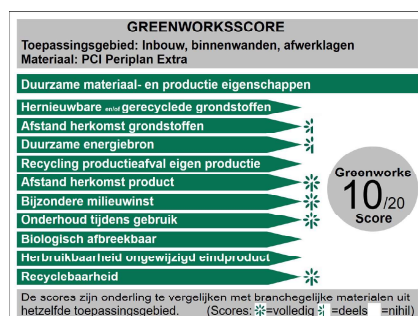 GREENWORKSSCORE
Toepassingsgebied: Inbouw, binnenwanden, afwerklagen
Materiaal: PCI Periplan Extra
Duurzame materiaal- en productie eigenschappen
Hernieuwbare en/of gerecyclede grondstoffen
Afstand herkomst grondstoffen
Duurzame energiebron
Recycling productieafval eigen productie
Afstand herkomst product
Bijzondere milieuwinst
Onderhoud tijdens gebruik
Biologisch afbreekbaar
Herbruikbaarheid ongewijzigd eindproduct
Recyclebaarheid
Greenworks
10/20
Score
De scores zijn onderling te vergelijken met branchegelijke materialen uit
hetzelfde toepassingsgebied. (Scores: =volledig =deels =nihil)